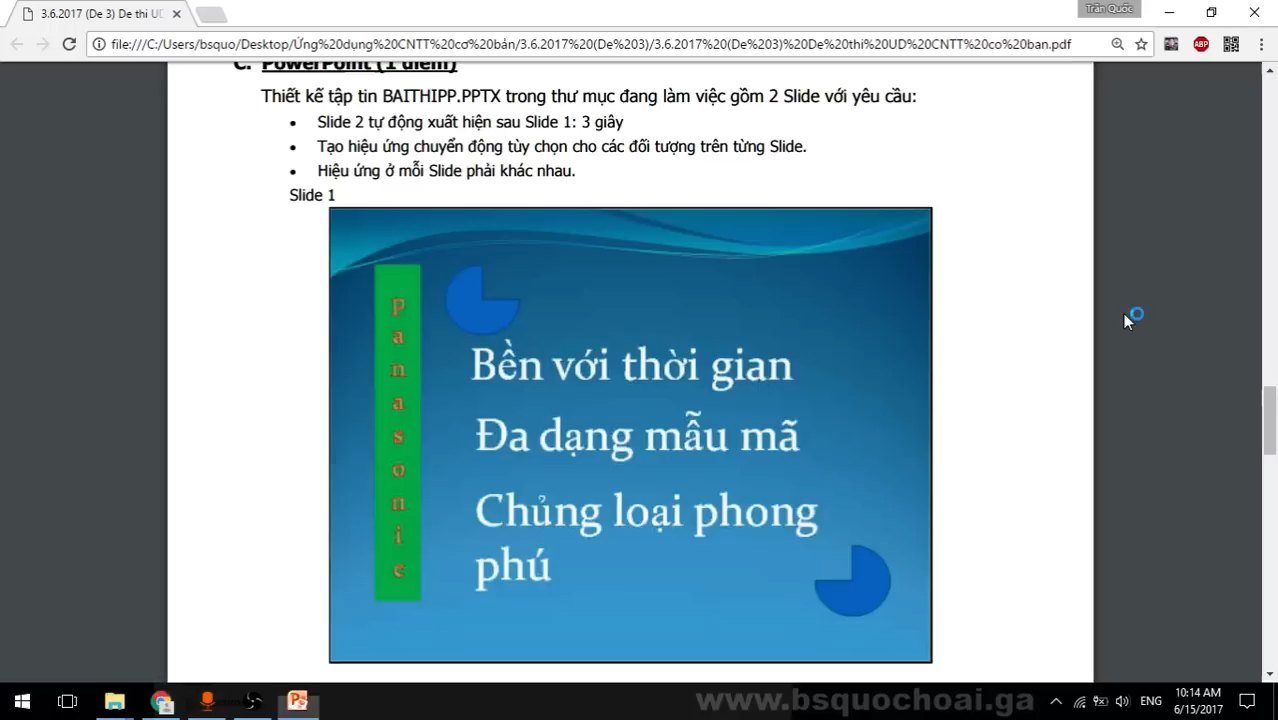 3.6.2017 (De 3) De thi UD
Trần Quốc
file:///C:/Users/bsquo/Desktop/Ứng%20dụng%20CNTT%20cơ%20bản/3.6.2017%20(De%203)/3.6.2017%20(De%203)%20De%20thi%20UD%20CNTT%20co%20ban.pdf
ABP
C. PowerPoint (1 điểm)
Thiết kế tập tin BAITHIPP.PPTX trong thư mục đang làm việc gồm 2 Slide với yêu cầu:
• Slide 2 tự động xuất hiện sau Slide 1: 3 giây
• Tạo hiệu ứng chuyển động tùy chọn cho các đối tượng trên từng Slide.
• Hiệu ứng ở mỗi Slide phải khác nhau.
Slide 1
p
a
n
a
s
o
n
i
c
Bền với thời gian
Đa dạng mẫu mã
Chủng loại phong
phú
www.bsquochoai.ga
ENG
10:14 AM
6/15/2017